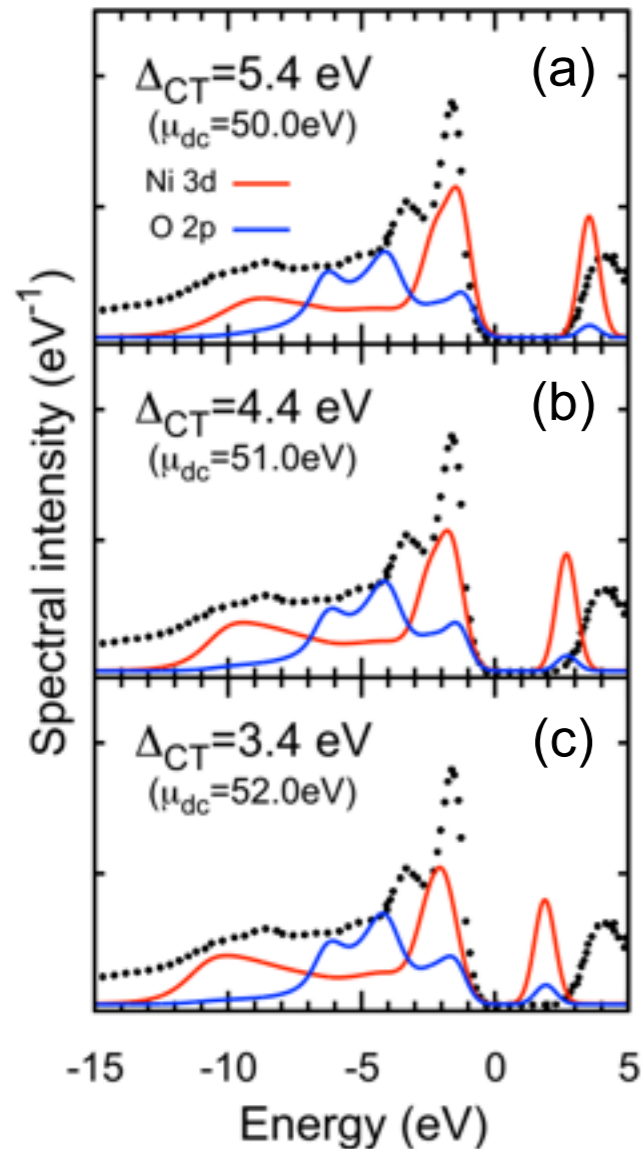 (a)
Δ_CT=5.4 eV
(μ_dc=50.0eV)
Ni 3d
O 2p
(b)
Δ_CT=4.4 eV
(μ_dc=51.0eV)
(c)
Δ_CT=3.4 eV
(μ_dc=52.0eV)
Spectral intensity (eV⁻¹)
-15 -10 -5 0 5
Energy (eV)